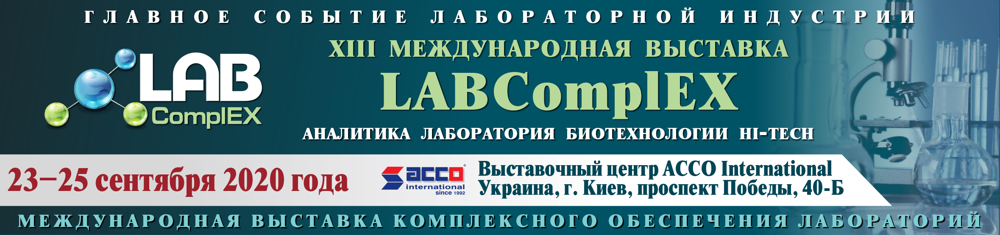 ГЛАВНОЕ СОБЫТИЕ ЛАБОРАТОРНОЙ ИНДУСТРИИ
LAB
ComplEX
XIII МЕЖДУНАРОДНАЯ ВЫСТАВКА
LABComplEX
АНАЛИТИКА ЛАБОРАТОРИЯ БИОТЕХНОЛОГИИ HI-TECH
23–25 сентября 2020 года
acco®
international
since 1992
Выставочный центр АССО International
Украина, г. Киев, проспект Победы, 40-Б
МЕЖДУНАРОДНАЯ ВЫСТАВКА КОМПЛЕКСНОГО ОБЕСПЕЧЕНИЯ ЛАБОРАТОРИЙ